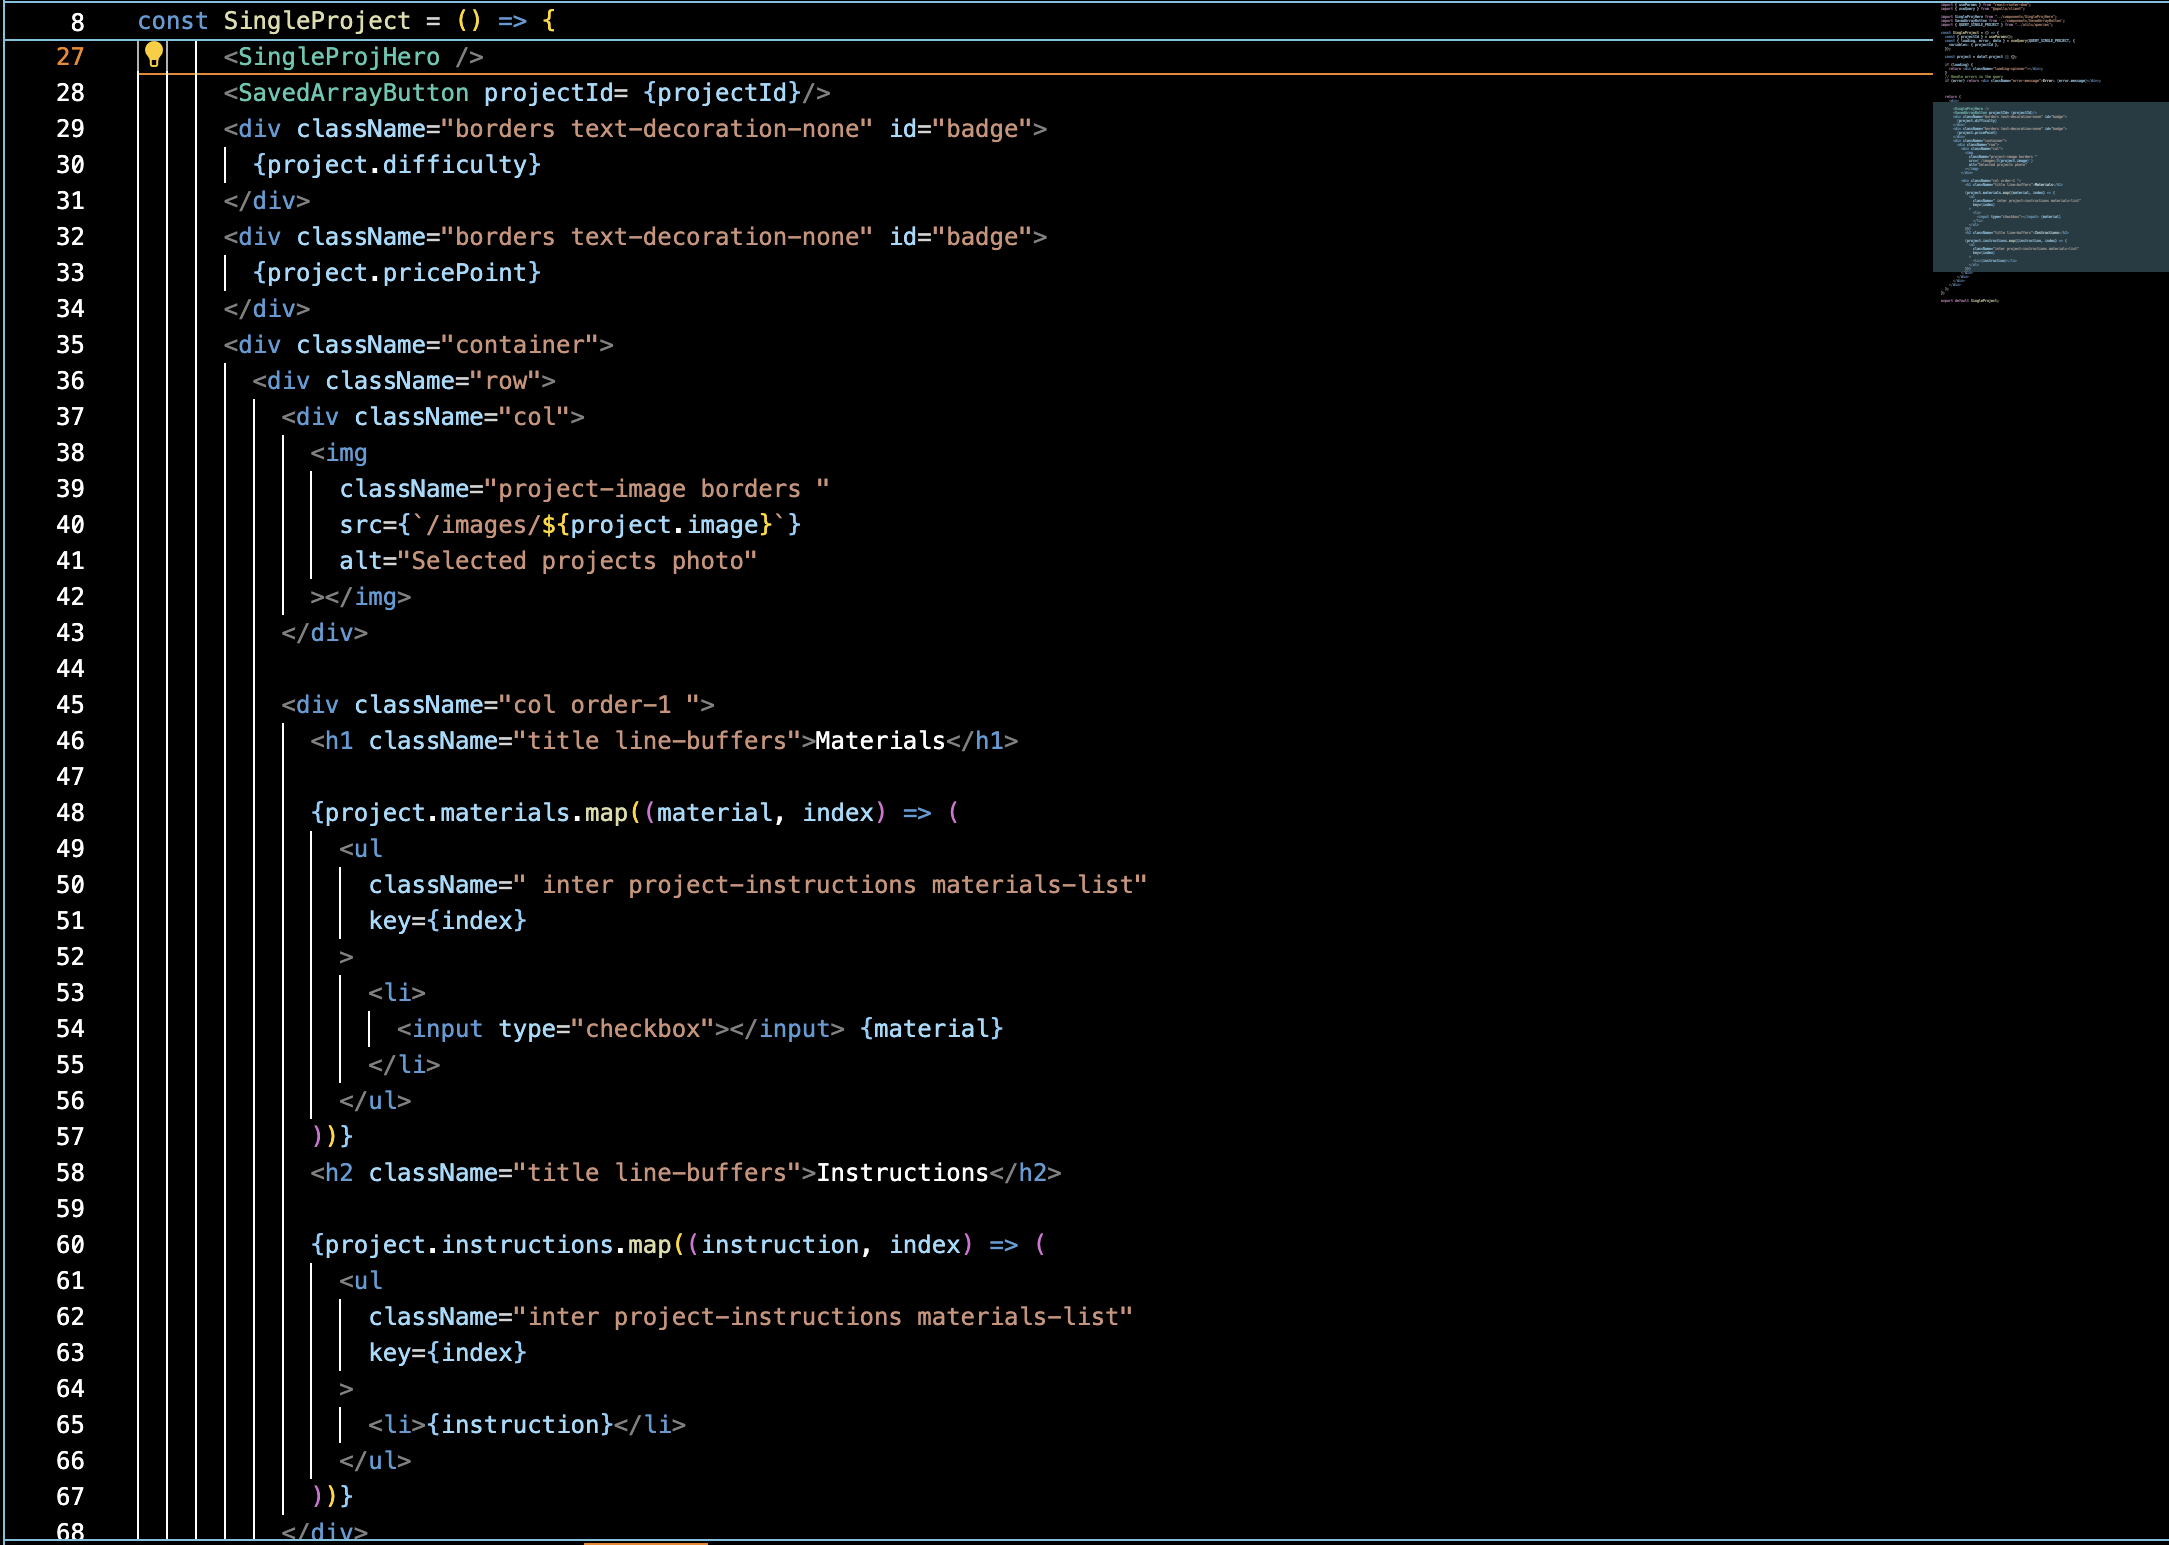 8 const SingleProject = () => {
27 <SingleProjHero />
28 <SavedArrayButton projectId= {projectId}/>
29 <div className="borders text-decoration-none" id="badge">
30 {project.difficulty}
31 </div>
32 <div className="borders text-decoration-none" id="badge">
33 {project.pricePoint}
34 </div>
35 <div className="container">
36 <div className="row">
37 <div className="col">
38 <img
39 className="project-image borders "
40 src={`/images/${project.image}`}
41 alt="Selected projects photo"
42 ></img>
43 </div>
44
45 <div className="col order-1 ">
46 <h1 className="title line-buffers">Materials</h1>
47
48 {project.materials.map((material, index) => (
49 <ul
50 className=" inter project-instructions materials-list"
51 key={index}
52 >
53 <li>
54 <input type="checkbox"></input> {material}
55 </li>
56 </ul>
57 ))}
58 <h2 className="title line-buffers">Instructions</h2>
59
60 {project.instructions.map((instruction, index) => (
61 <ul
62 className="inter project-instructions materials-list"
63 key={index}
64 >
65 <li>{instruction}</li>
66 </ul>
67 ))}
68 </div>